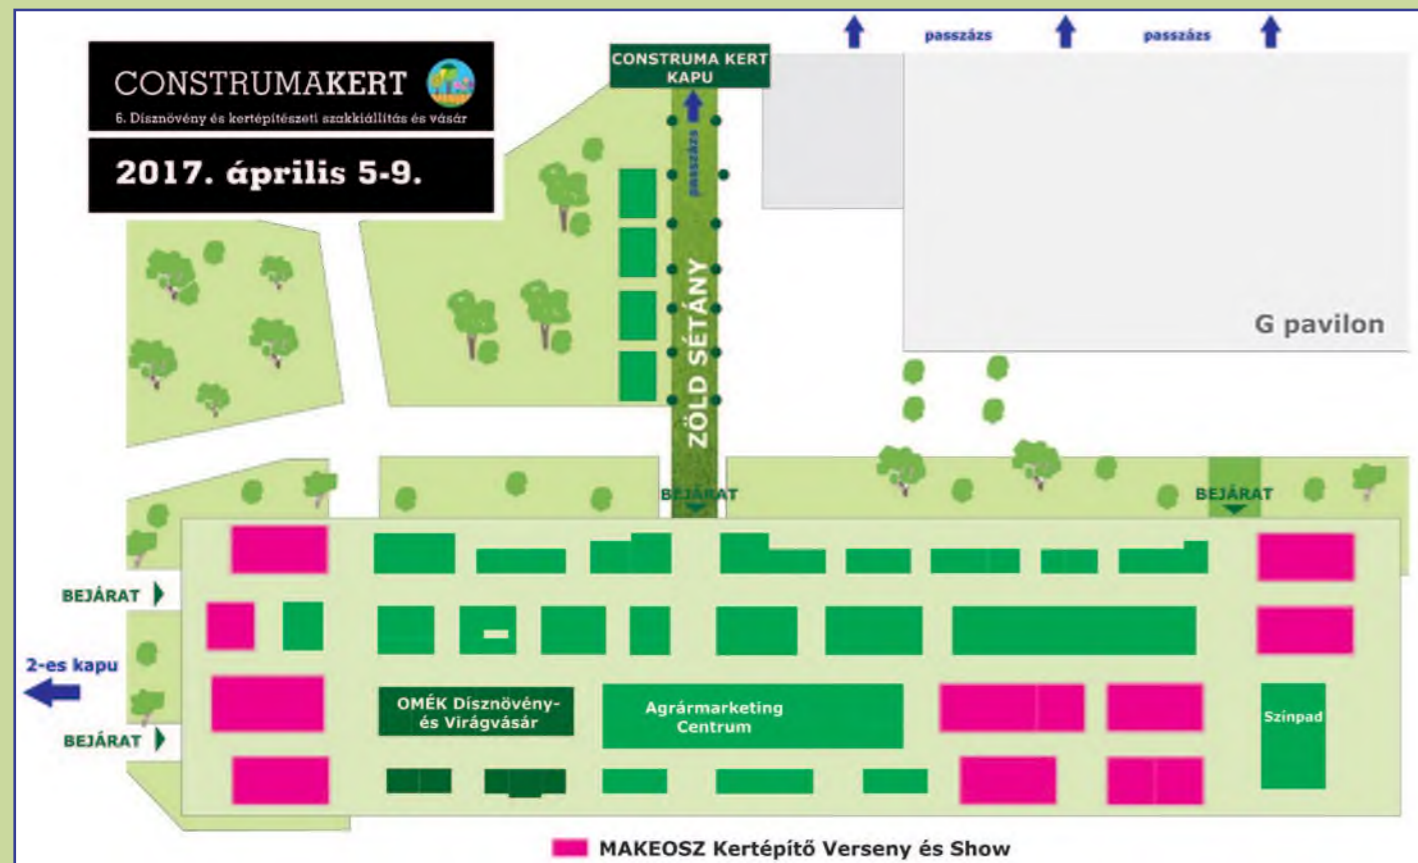 CONSTRUMAKERT
6. Dísznövény és kertépítészeti szakkiállítás és vásár
2017. április 5-9.
CONSTRUMA KERT
KAPU
passzázs
passzázs
passzázs
ZÖLD SÉTÁNY
G pavilon
BEJÁRAT
BEJÁRAT
BEJÁRAT
2-es kapu
BEJÁRAT
OMÉK Dísznövény-
és Virágvásár
Agrármarketing
Centrum
Színpad
MAKEOSZ Kertépítő Verseny és Show